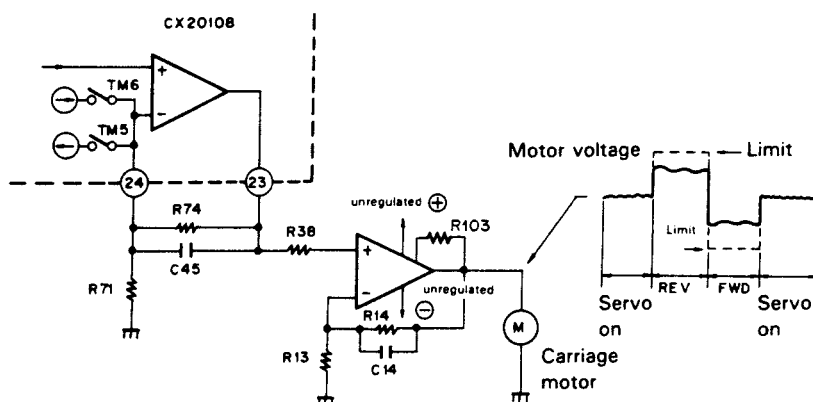 CX20108
+
TM6
-
TM5
24
23
R74
C45
R71
R38
unregulated ⊕
R103
+
-
unregulated
⊖
R14
C14
R13
M
Carriage
motor
Motor voltage
Limit
Limit
REV
FWD
Servo
on
Servo
on